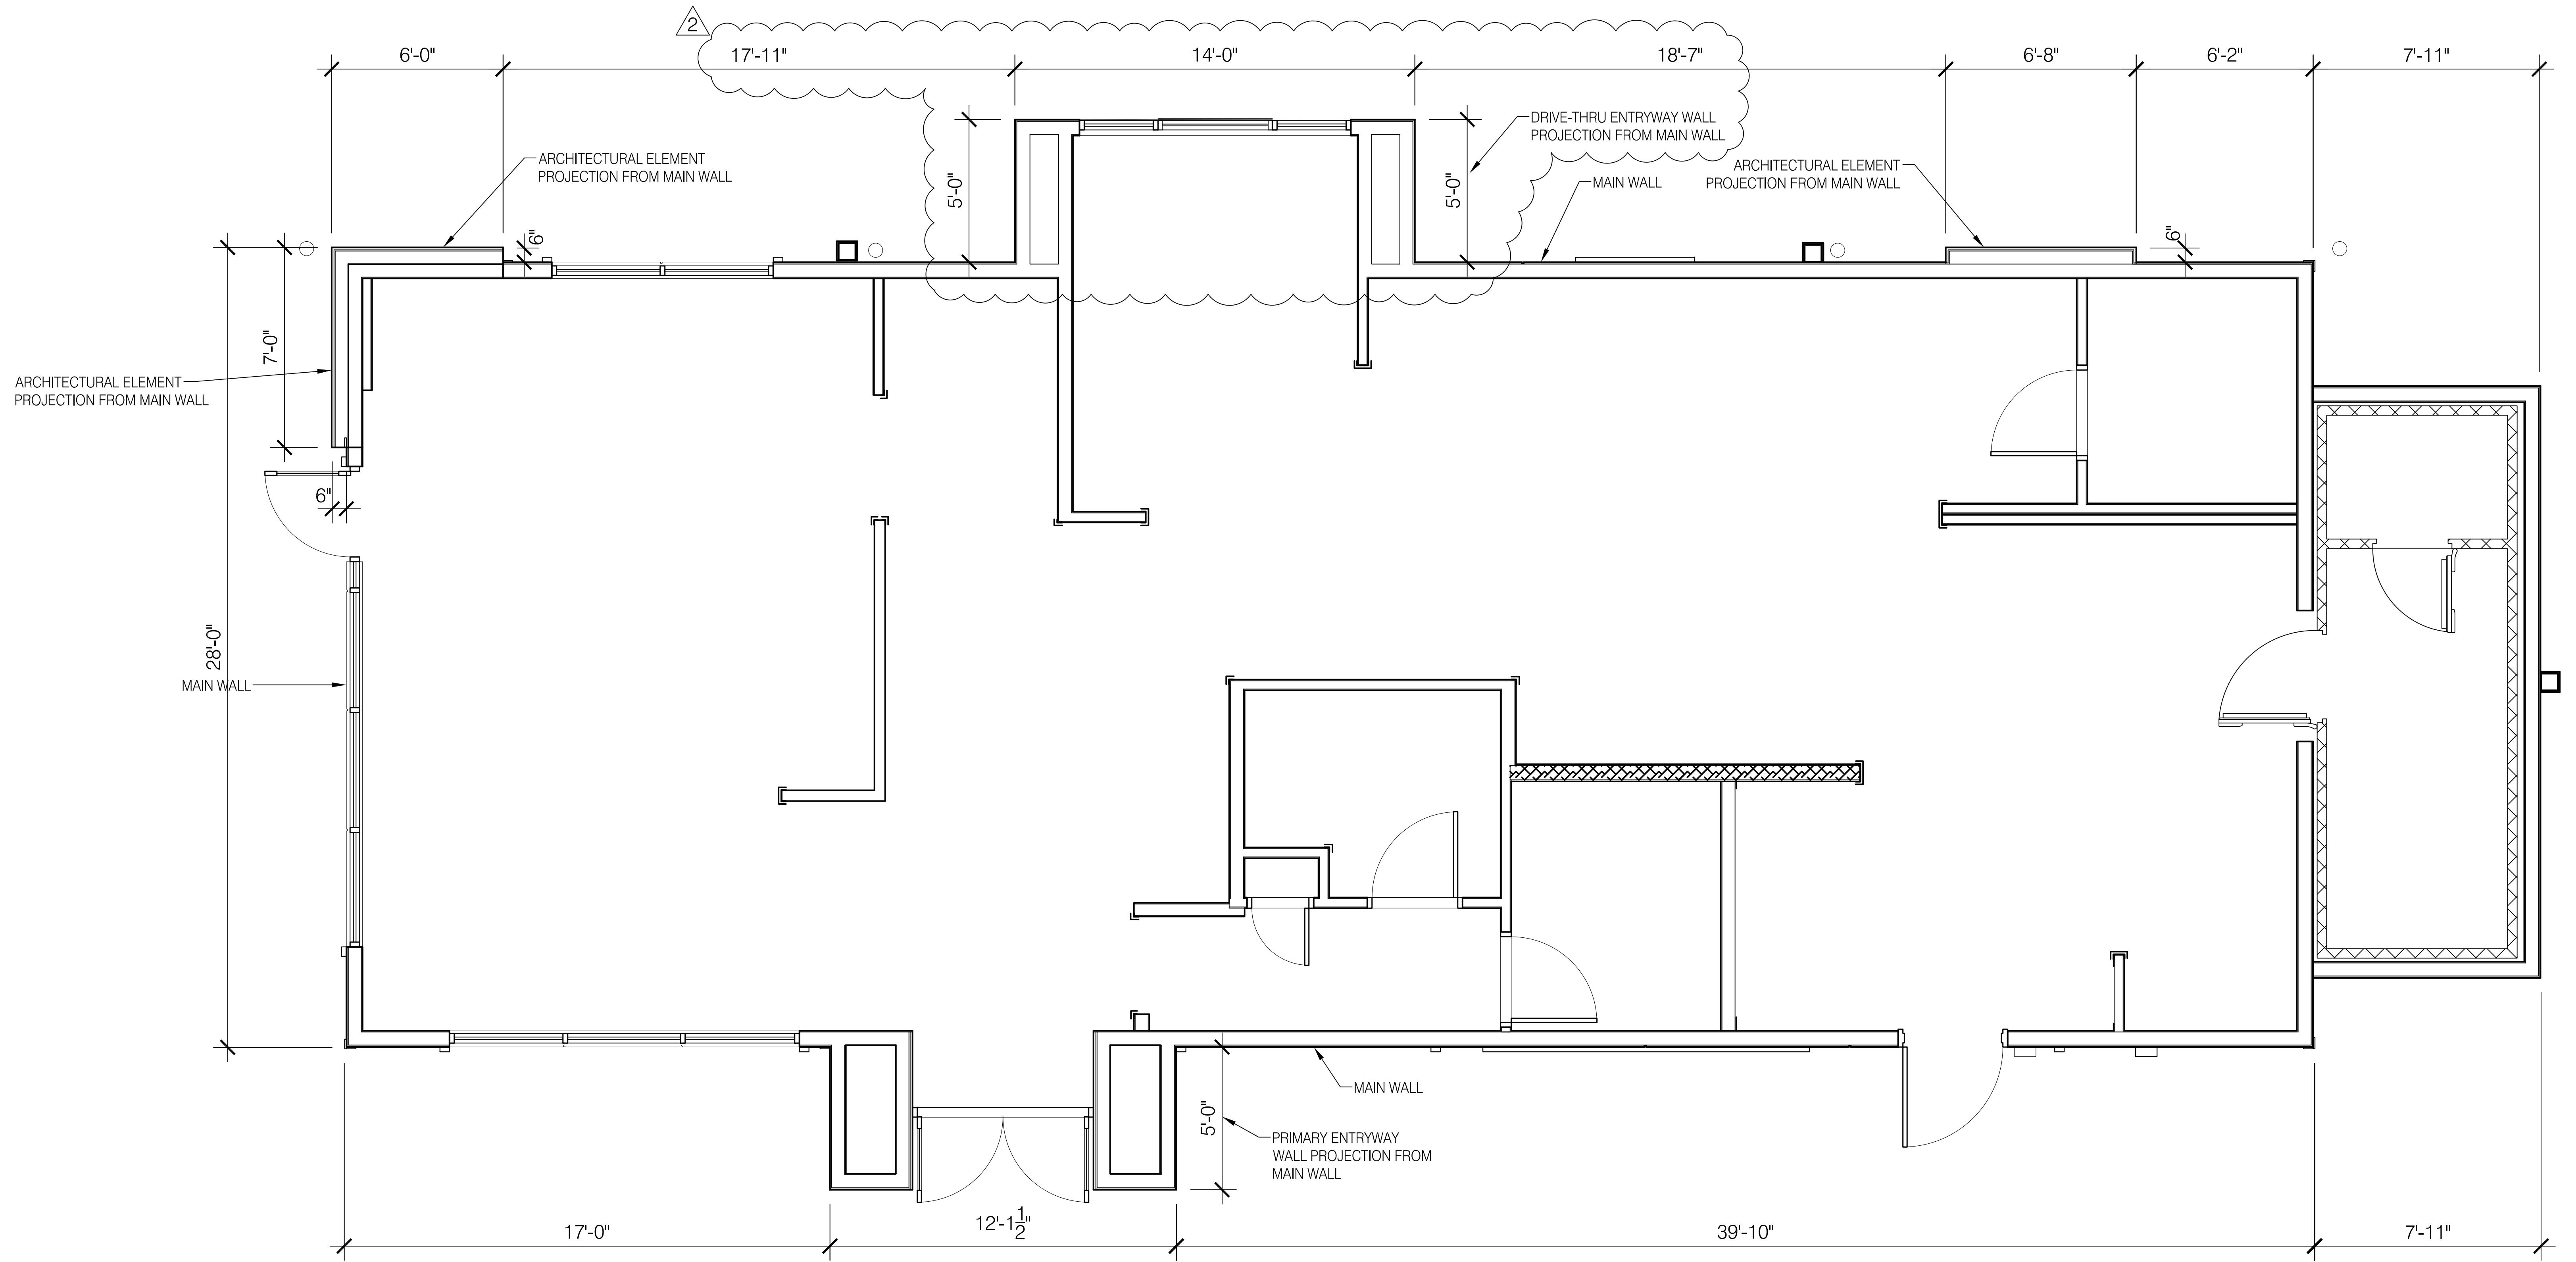 2
6'-0"
17'-11"
14'-0"
18'-7"
6'-8"
6'-2"
7'-11"
DRIVE-THRU ENTRYWAY WALL
PROJECTION FROM MAIN WALL
ARCHITECTURAL ELEMENT
PROJECTION FROM MAIN WALL
ARCHITECTURAL ELEMENT
PROJECTION FROM MAIN WALL
MAIN WALL
5'-0"
5'-0"
6"
6"
7'-0"
ARCHITECTURAL ELEMENT
PROJECTION FROM MAIN WALL
6"
28'-0"
MAIN WALL
MAIN WALL
5'-0"
PRIMARY ENTRYWAY
WALL PROJECTION FROM
MAIN WALL
17'-0"
12'-1 1/2"
39'-10"
7'-11"